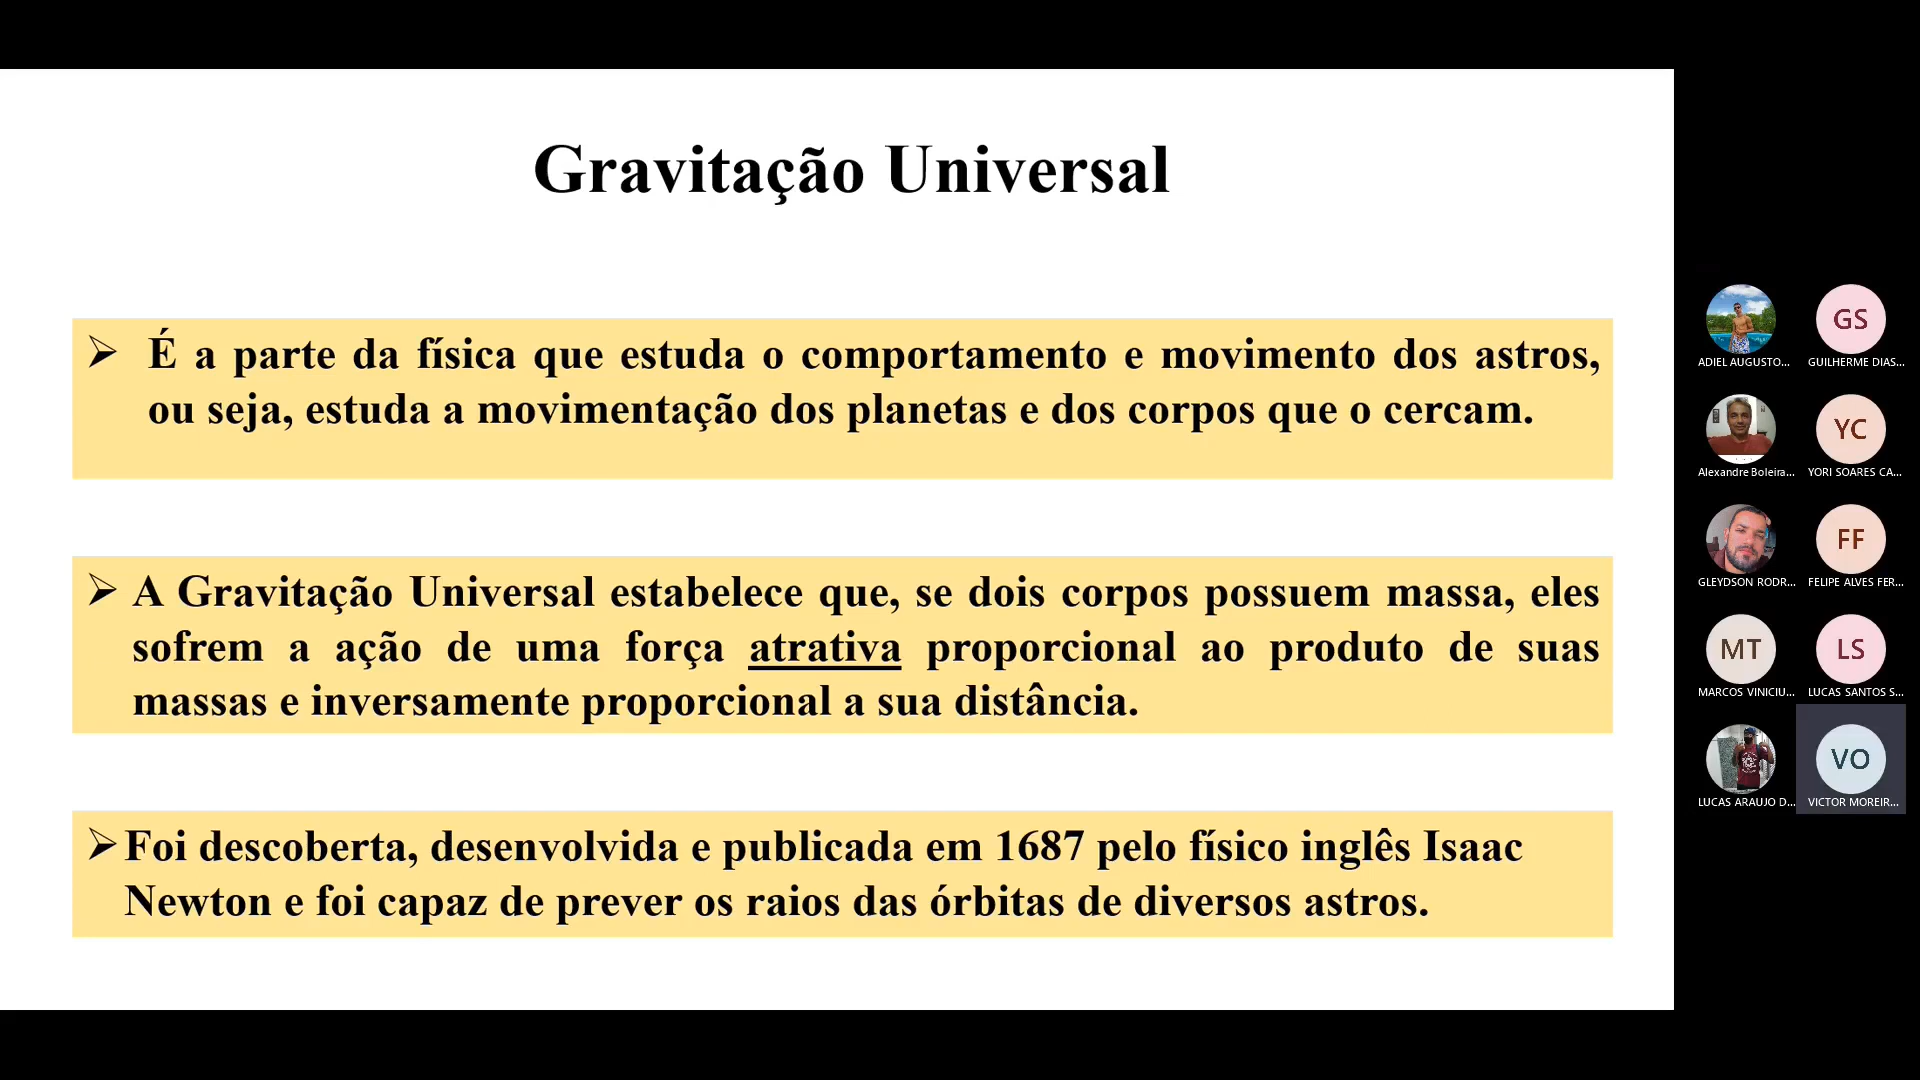 Gravitação Universal
➢ É a parte da física que estuda o comportamento e movimento dos astros,
ou seja, estuda a movimentação dos planetas e dos corpos que o cercam.
➢ A Gravitação Universal estabelece que, se dois corpos possuem massa, eles
sofrem a ação de uma força atrativa proporcional ao produto de suas
massas e inversamente proporcional a sua distância.
➢ Foi descoberta, desenvolvida e publicada em 1687 pelo físico inglês Isaac
Newton e foi capaz de prever os raios das órbitas de diversos astros.
GS
ADIEL AUGUSTO...
GUILHERME DIAS...
YC
Alexandre Boleira...
YORI SOARES CA...
FF
GLEYDSON RODR...
FELIPE ALVES FER...
MT
LS
MARCOS VINICIU...
LUCAS SANTOS S...
VO
LUCAS ARAUJO D...
VICTOR MOREIR...